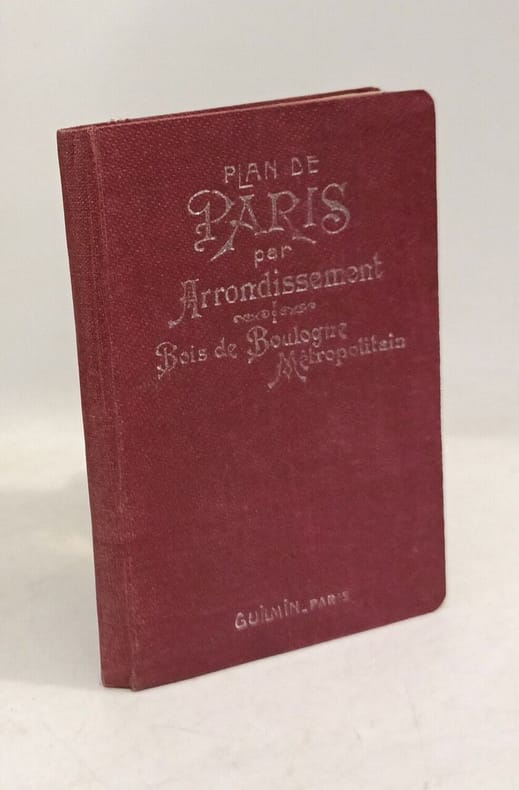 PLAN DE
PARIS
par
Arrondissement
Bois de Boulogne
Métropolitain
GUILMIN_PARIS